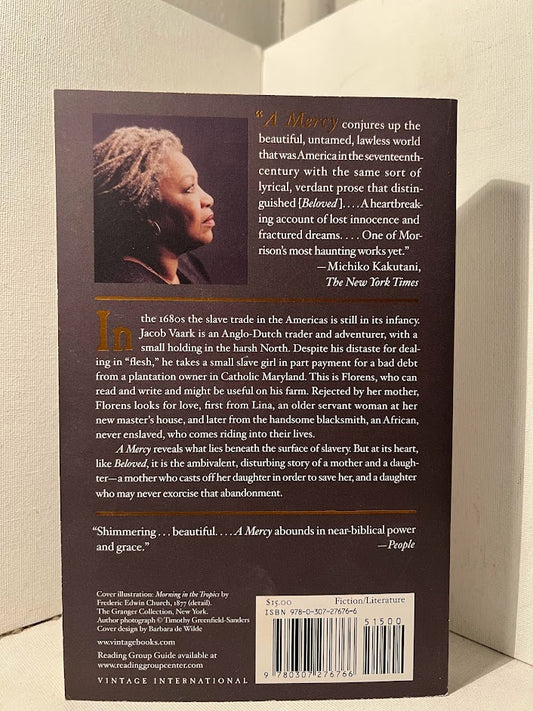 “A Mercy conjures up the
beautiful, untamed, lawless world
that was America in the seventeenth-
century with the same sort of
lyrical, verdant prose that distin-
guished [Beloved]. . . . A heartbreak-
ing account of lost innocence and
fractured dreams. . . . One of Mor-
rison’s most haunting works yet.”
—Michiko Kakutani,
The New York Times
In the 1680s the slave trade in the Americas is still in its infancy.
Jacob Vaark is an Anglo-Dutch trader and adventurer, with a
small holding in the harsh North. Despite his distaste for deal-
ing in “flesh,” he takes a small slave girl in part payment for a bad debt
from a plantation owner in Catholic Maryland. This is Florens, who can
read and write and might be useful on his farm. Rejected by her mother,
Florens looks for love, first from Lina, an older servant woman at her
new master’s house, and later from the handsome blacksmith, an African,
never enslaved, who comes riding into their lives.
A Mercy reveals what lies beneath the surface of slavery. But at its heart,
like Beloved, it is the ambivalent, disturbing story of a mother and a daugh-
ter—a mother who casts off her daughter in order to save her, and a daughter
who may never exorcise that abandonment.
“Shimmering . . . beautiful. . . . A Mercy abounds in near-biblical power
and grace.” —People
Cover illustration: Morning in the Tropics by
Frederic Edwin Church, 1877 (detail).
The Granger Collection, New York.
Author photograph © Timothy Greenfield-Sanders
Cover design by Barbara de Wilde
www.vintagebooks.com
Reading Group Guide available at
www.readinggroupcenter.com
VINTAGE INTERNATIONAL
$15.00 Fiction/Literature
ISBN 978-0-307-27676-6
51500
9 780307 276766